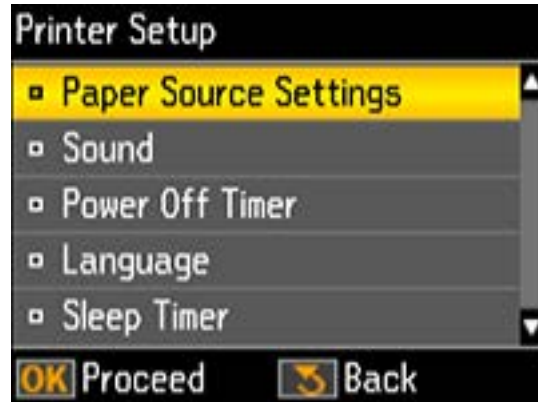 Printer Setup
Paper Source Settings
Sound
Power Off Timer
Language
Sleep Timer
OK Proceed Back